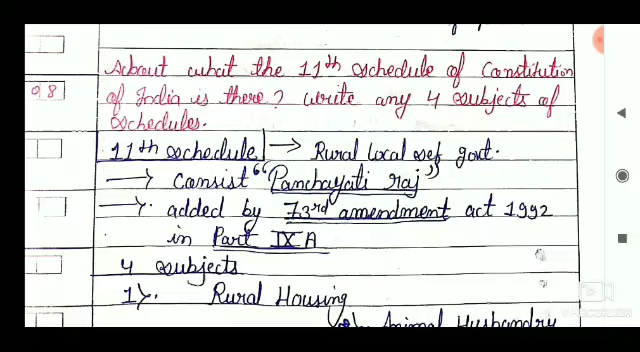 About what the 11th schedule of Constitution
Q8 of India is there? write any 4 subjects of
schedules.
11th schedule → Rural local self govt.
→ consist "Panchayati raj"
→ added by 73rd amendment act 1992
in Part IX A
4 subjects
1). Rural Housing
Animal Husbandry